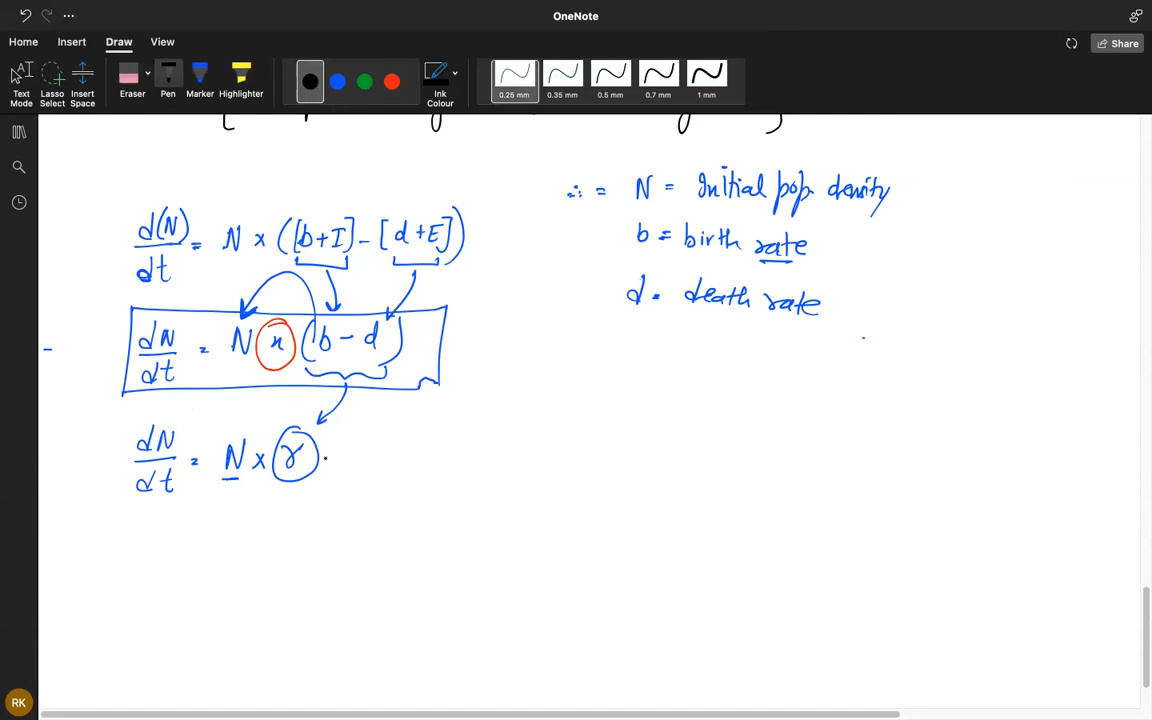 OneNote
Home Insert Draw View
Share
Text Mode
Lasso Select
Insert Space
Eraser
Pen
Marker
Highlighter
Ink Colour
0.25 mm
0.35 mm
0.5 mm
0.7 mm
1 mm
∴ = N = Initial pop. density
d(N)/dt = N × ([b+I] - [d+E])
b = birth rate
d = death rate
dN/dt = N x (b - d)
dN/dt = N × r
RK